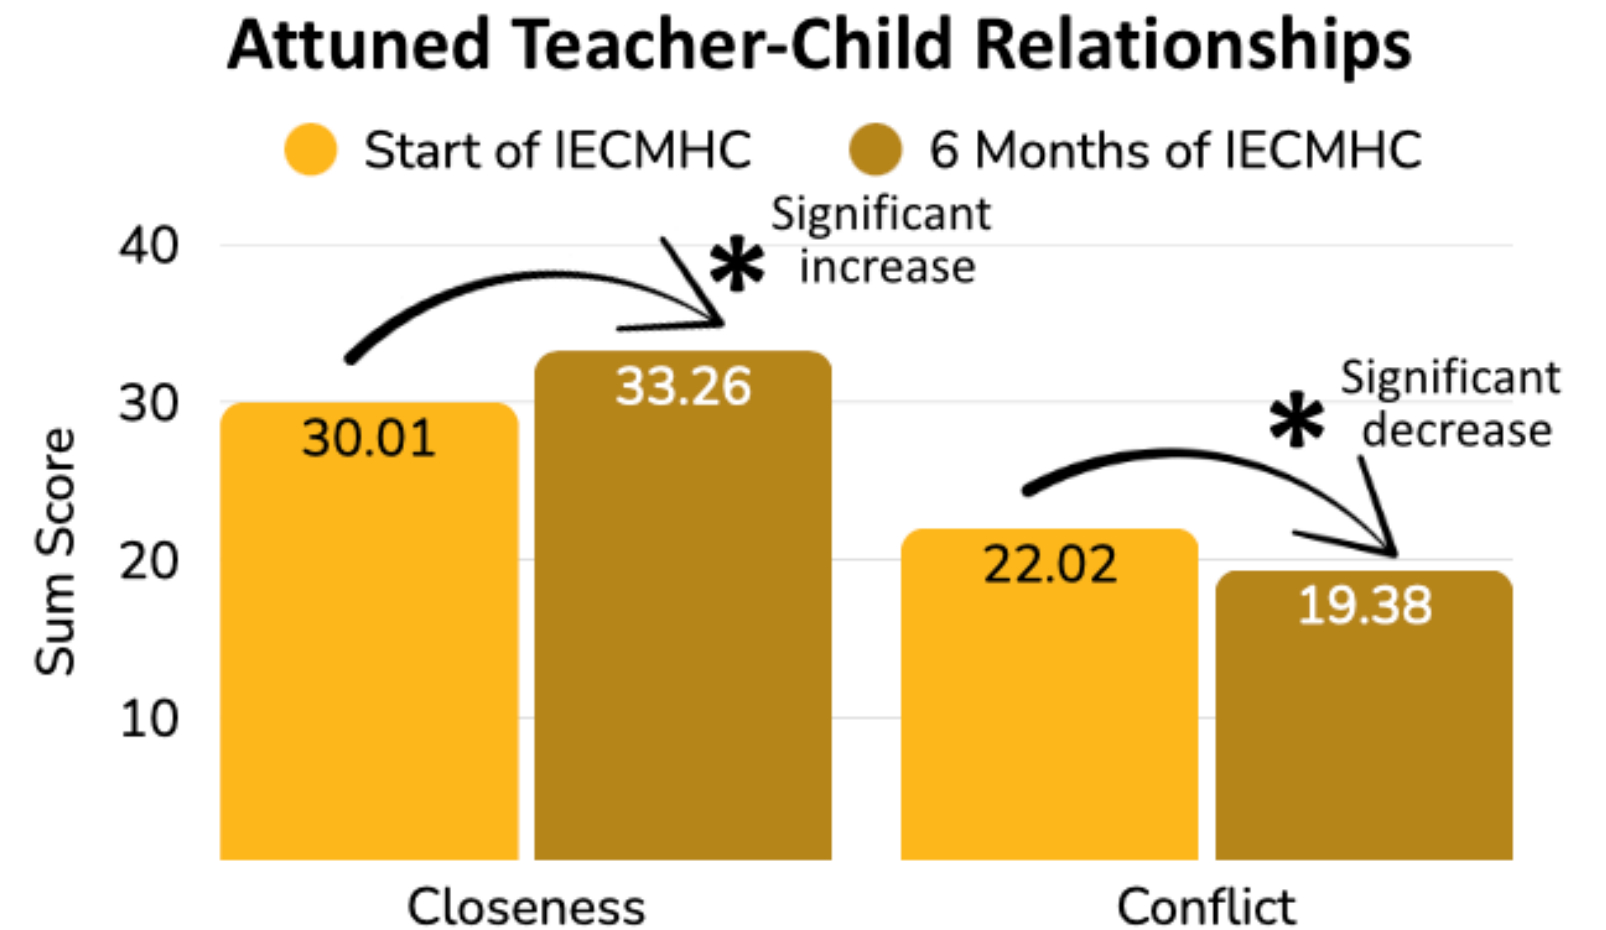 Attuned Teacher-Child Relationships
Start of IECMHC
6 Months of IECMHC
Significant
increase
*
Significant
decrease
*
40
30
20
10
Sum Score
30.01
33.26
22.02
19.38
Closeness
Conflict